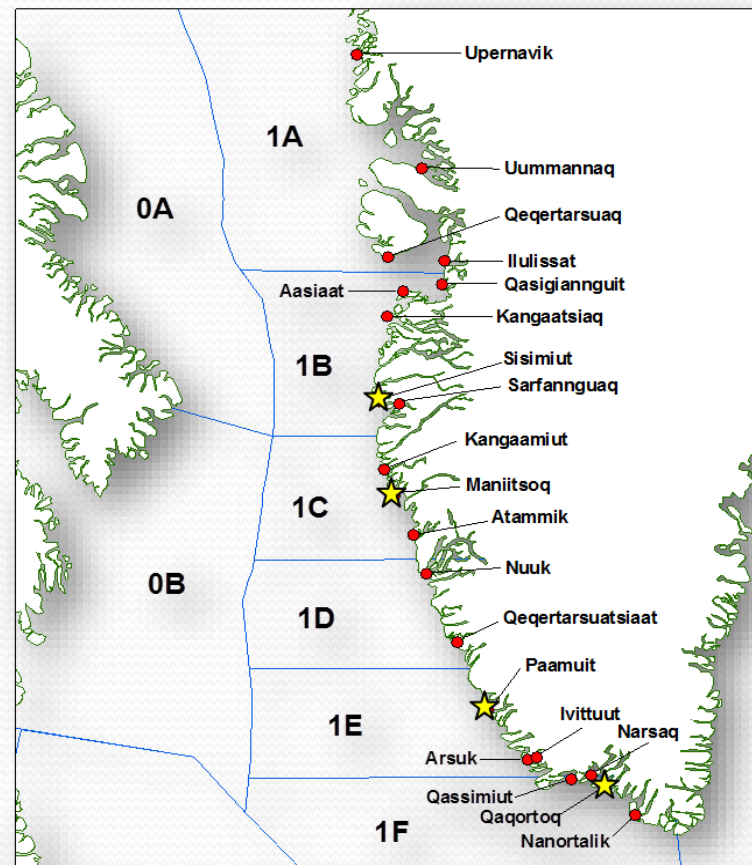 Upernavik
1A
Uummannaq
0A
Qeqertarsuaq
Ilulissat
Qasigiannguit
Aasiaat
Kangaatsiaq
Sisimiut
1B
Sarfannguaq
Kangaamiut
Maniitsoq
1C
Atammik
Nuuk
0B
Qeqertarsuatsiaat
1D
Paamuit
Ivittuut
1E
Narsaq
Arsuk
Qassimiut
Qaqortoq
1F
Nanortalik